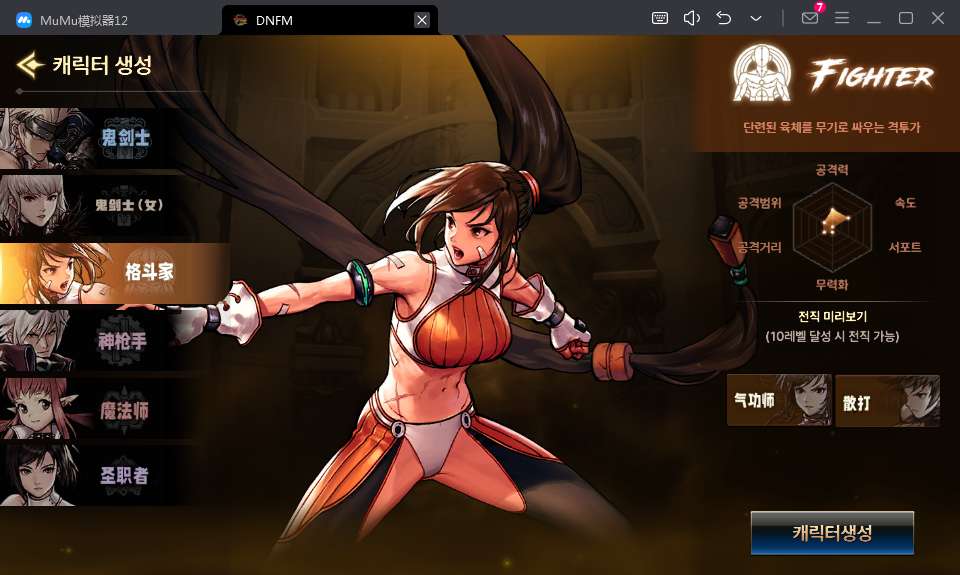 MuMu模拟器12
DNFM
7
캐릭터 생성
鬼剑士
鬼剑士(女)
格斗家
神枪手
魔法师
圣职者
FIGHTER
단련된 육체를 무기로 싸우는 격투가
공격력
공격범위
속도
공격거리
서포트
무력화
전직 미리보기
(10레벨 달성 시 전직 가능)
气功师
散打
캐릭터생성